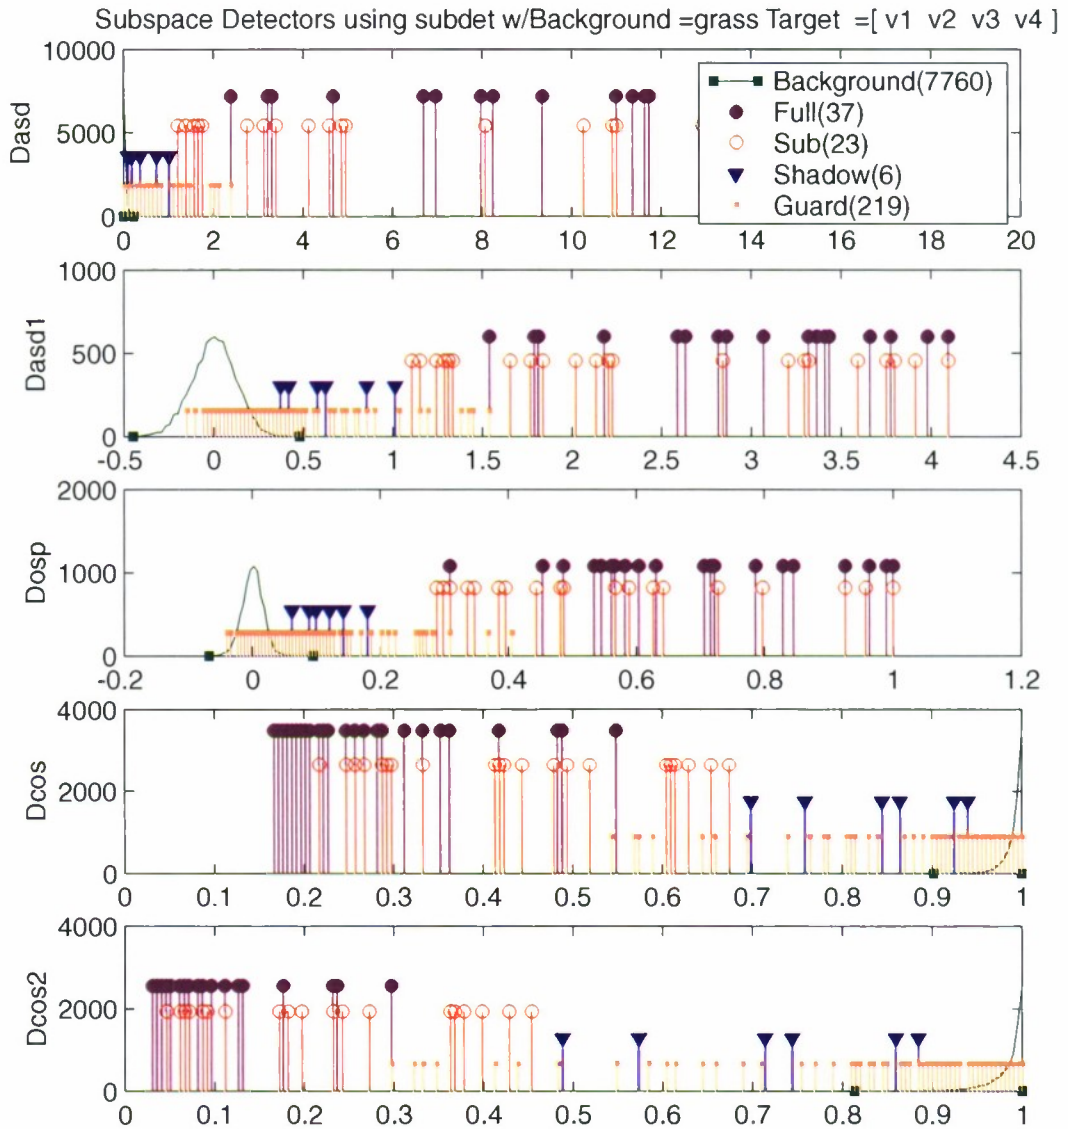 Subspace Detectors using subdet w/Background =grass Target =[ v1 v2 v3 v4 ]
10000
5000
0
Dasd
Background(7760)
Full(37)
Sub(23)
Shadow(6)
Guard(219)
0 2 4 6 8 10 12 14 16 18 20
1000
500
0
Dasd1
-0.5 0 0.5 1 1.5 2 2.5 3 3.5 4 4.5
2000
1000
0
Dosp
-0.2 0 0.2 0.4 0.6 0.8 1 1.2
4000
2000
0
Dcos
0 0.1 0.2 0.3 0.4 0.5 0.6 0.7 0.8 0.9 1
4000
2000
0
Dcos2
0 0.1 0.2 0.3 0.4 0.5 0.6 0.7 0.8 0.9 1